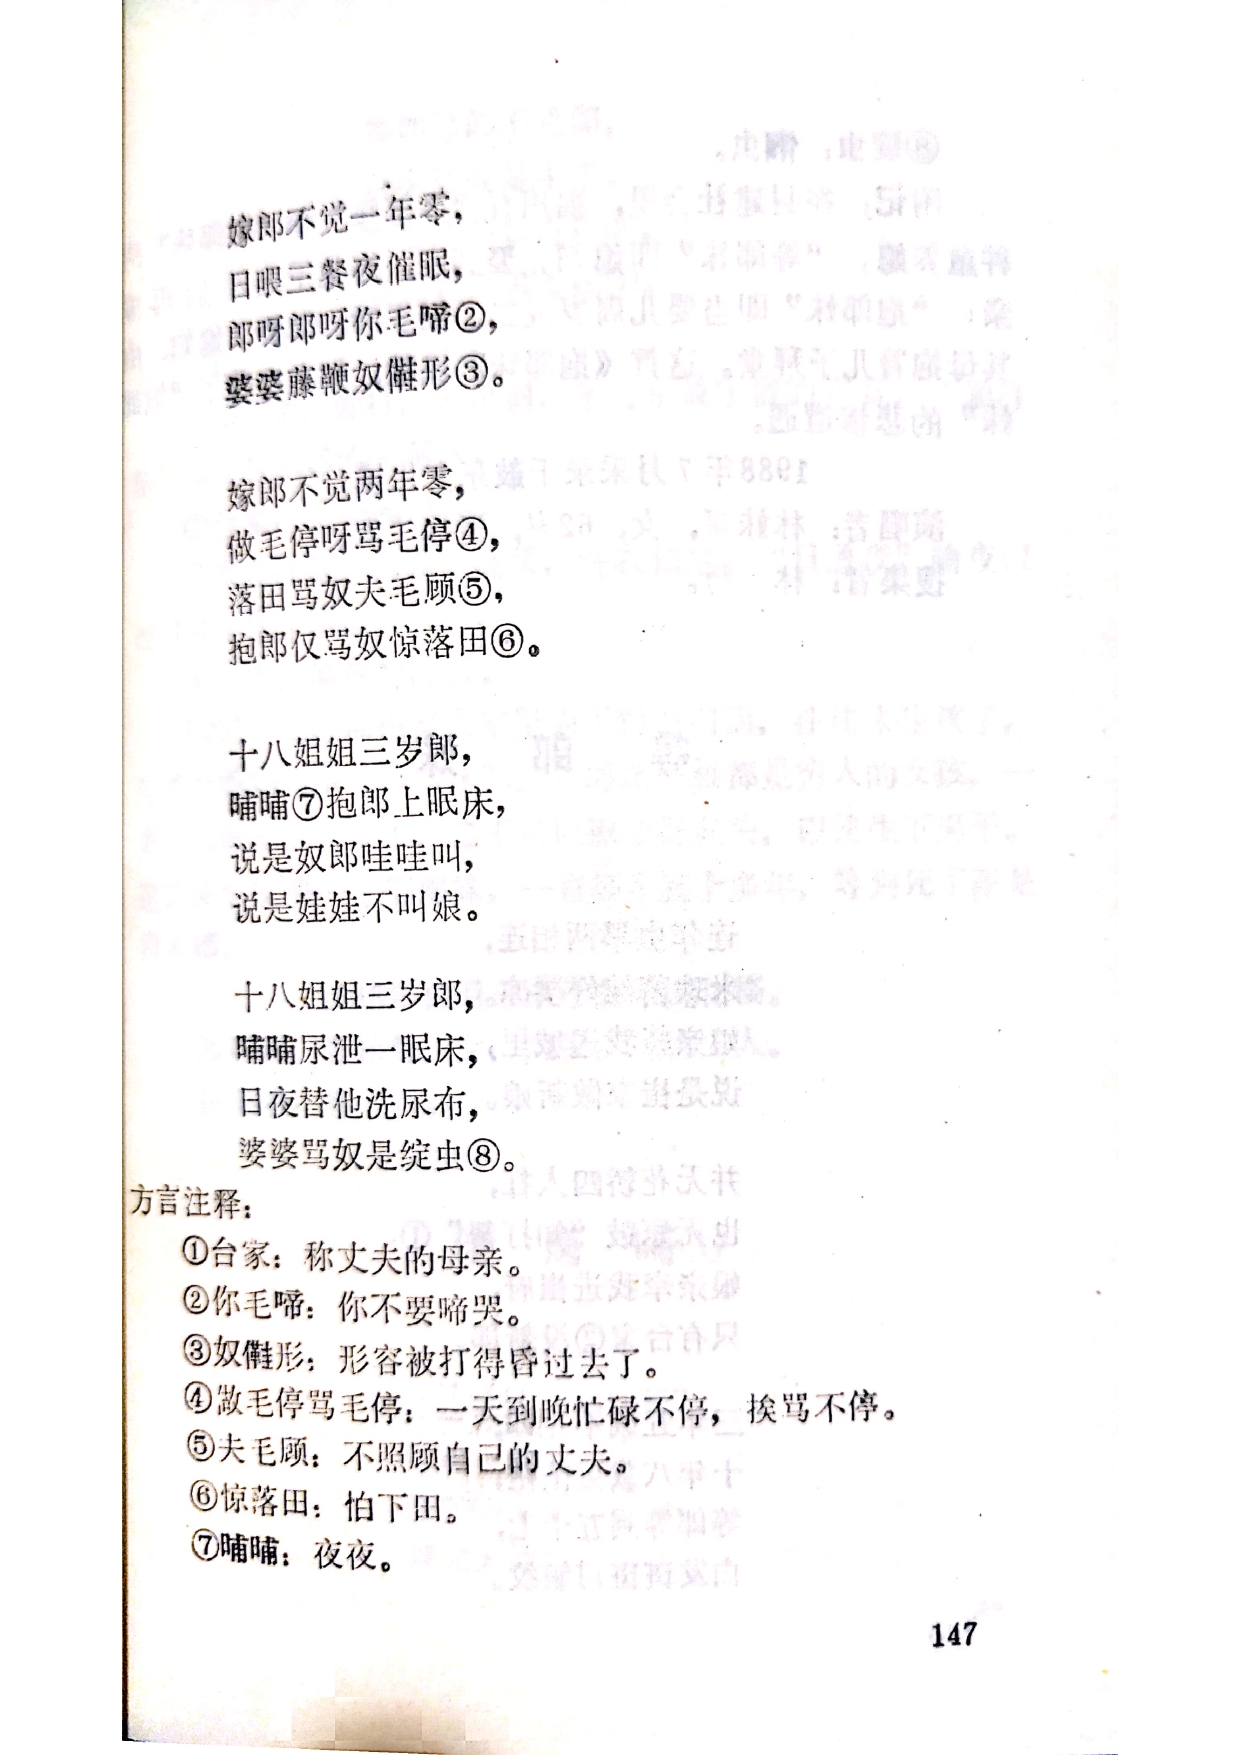 嫁郎不觉一年零，
日喂三餐夜催眠，
郎呀郎呀你毛啼②，
婆婆藤鞭奴僐形③。
嫁郎不觉两年零，
做毛停呀骂毛停④，
落田骂奴夫毛顾⑤，
抱郎仅骂奴惊落田⑥。
十八姐姐三岁郎，
晡晡⑦抱郎上眠床，
说是奴郎哇哇叫，
说是娃娃不叫娘。
十八姐姐三岁郎，
晡晡尿泄一眠床，
日夜替他洗尿布，
婆婆骂奴是绽虫⑧。
方言注释：
①台家：称丈夫的母亲。
②你毛啼：你不要啼哭。
③奴形：形容被打得昏过去了。
④做毛停骂毛停：一天到晚忙碌不停，挨骂不停。
⑤夫毛顾：不照顾自己的丈夫。
⑥惊落田：怕下田。
⑦晡晡：夜夜。
147